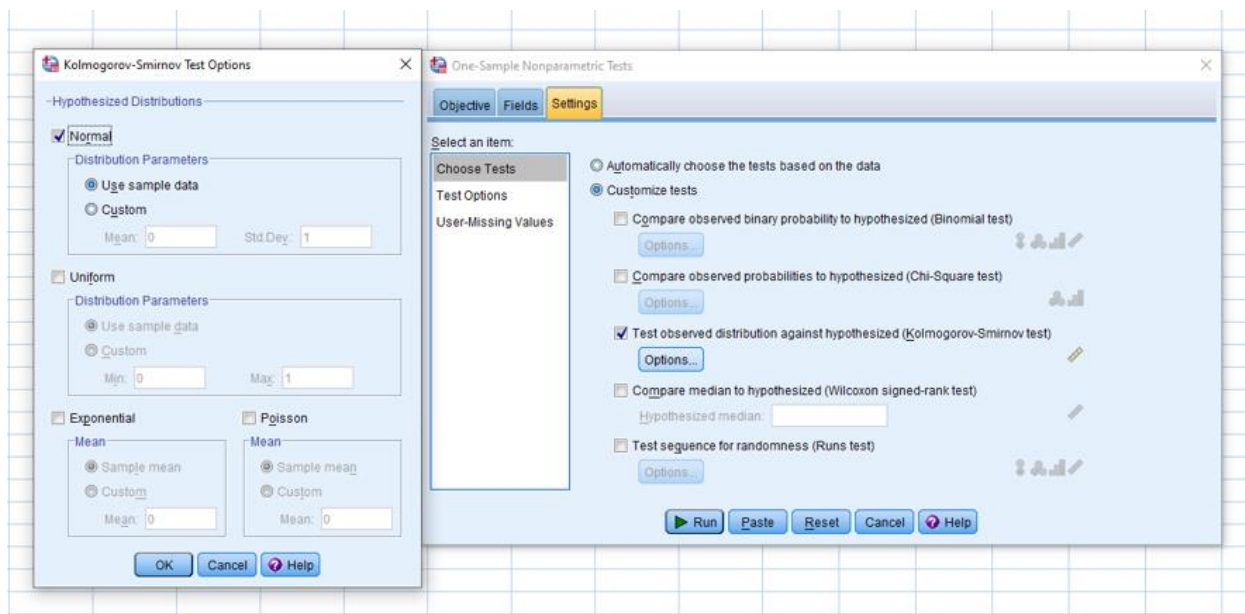 Kolmogorov-Smirnov Test Options
Hypothesized Distributions
Normal
Distribution Parameters
Use sample data
Custom
Mean: 0 Std.Dev.: 1
Uniform
Distribution Parameters
Use sample data
Custom
Min: 0 Max: 1
Exponential Poisson
Mean Mean
Sample mean Sample mean
Custom Custom
Mean: 0 Mean: 0
OK Cancel Help
One-Sample Nonparametric Tests
Objective Fields Settings
Select an item:
Choose Tests
Test Options
User-Missing Values
Automatically choose the tests based on the data
Customize tests
Compare observed binary probability to hypothesized (Binomial test)
Options...
Compare observed probabilities to hypothesized (Chi-Square test)
Options...
Test observed distribution against hypothesized (Kolmogorov-Smirnov test)
Options...
Compare median to hypothesized (Wilcoxon signed-rank test)
Hypothesized median:
Test sequence for randomness (Runs test)
Options...
Run Paste Reset Cancel Help